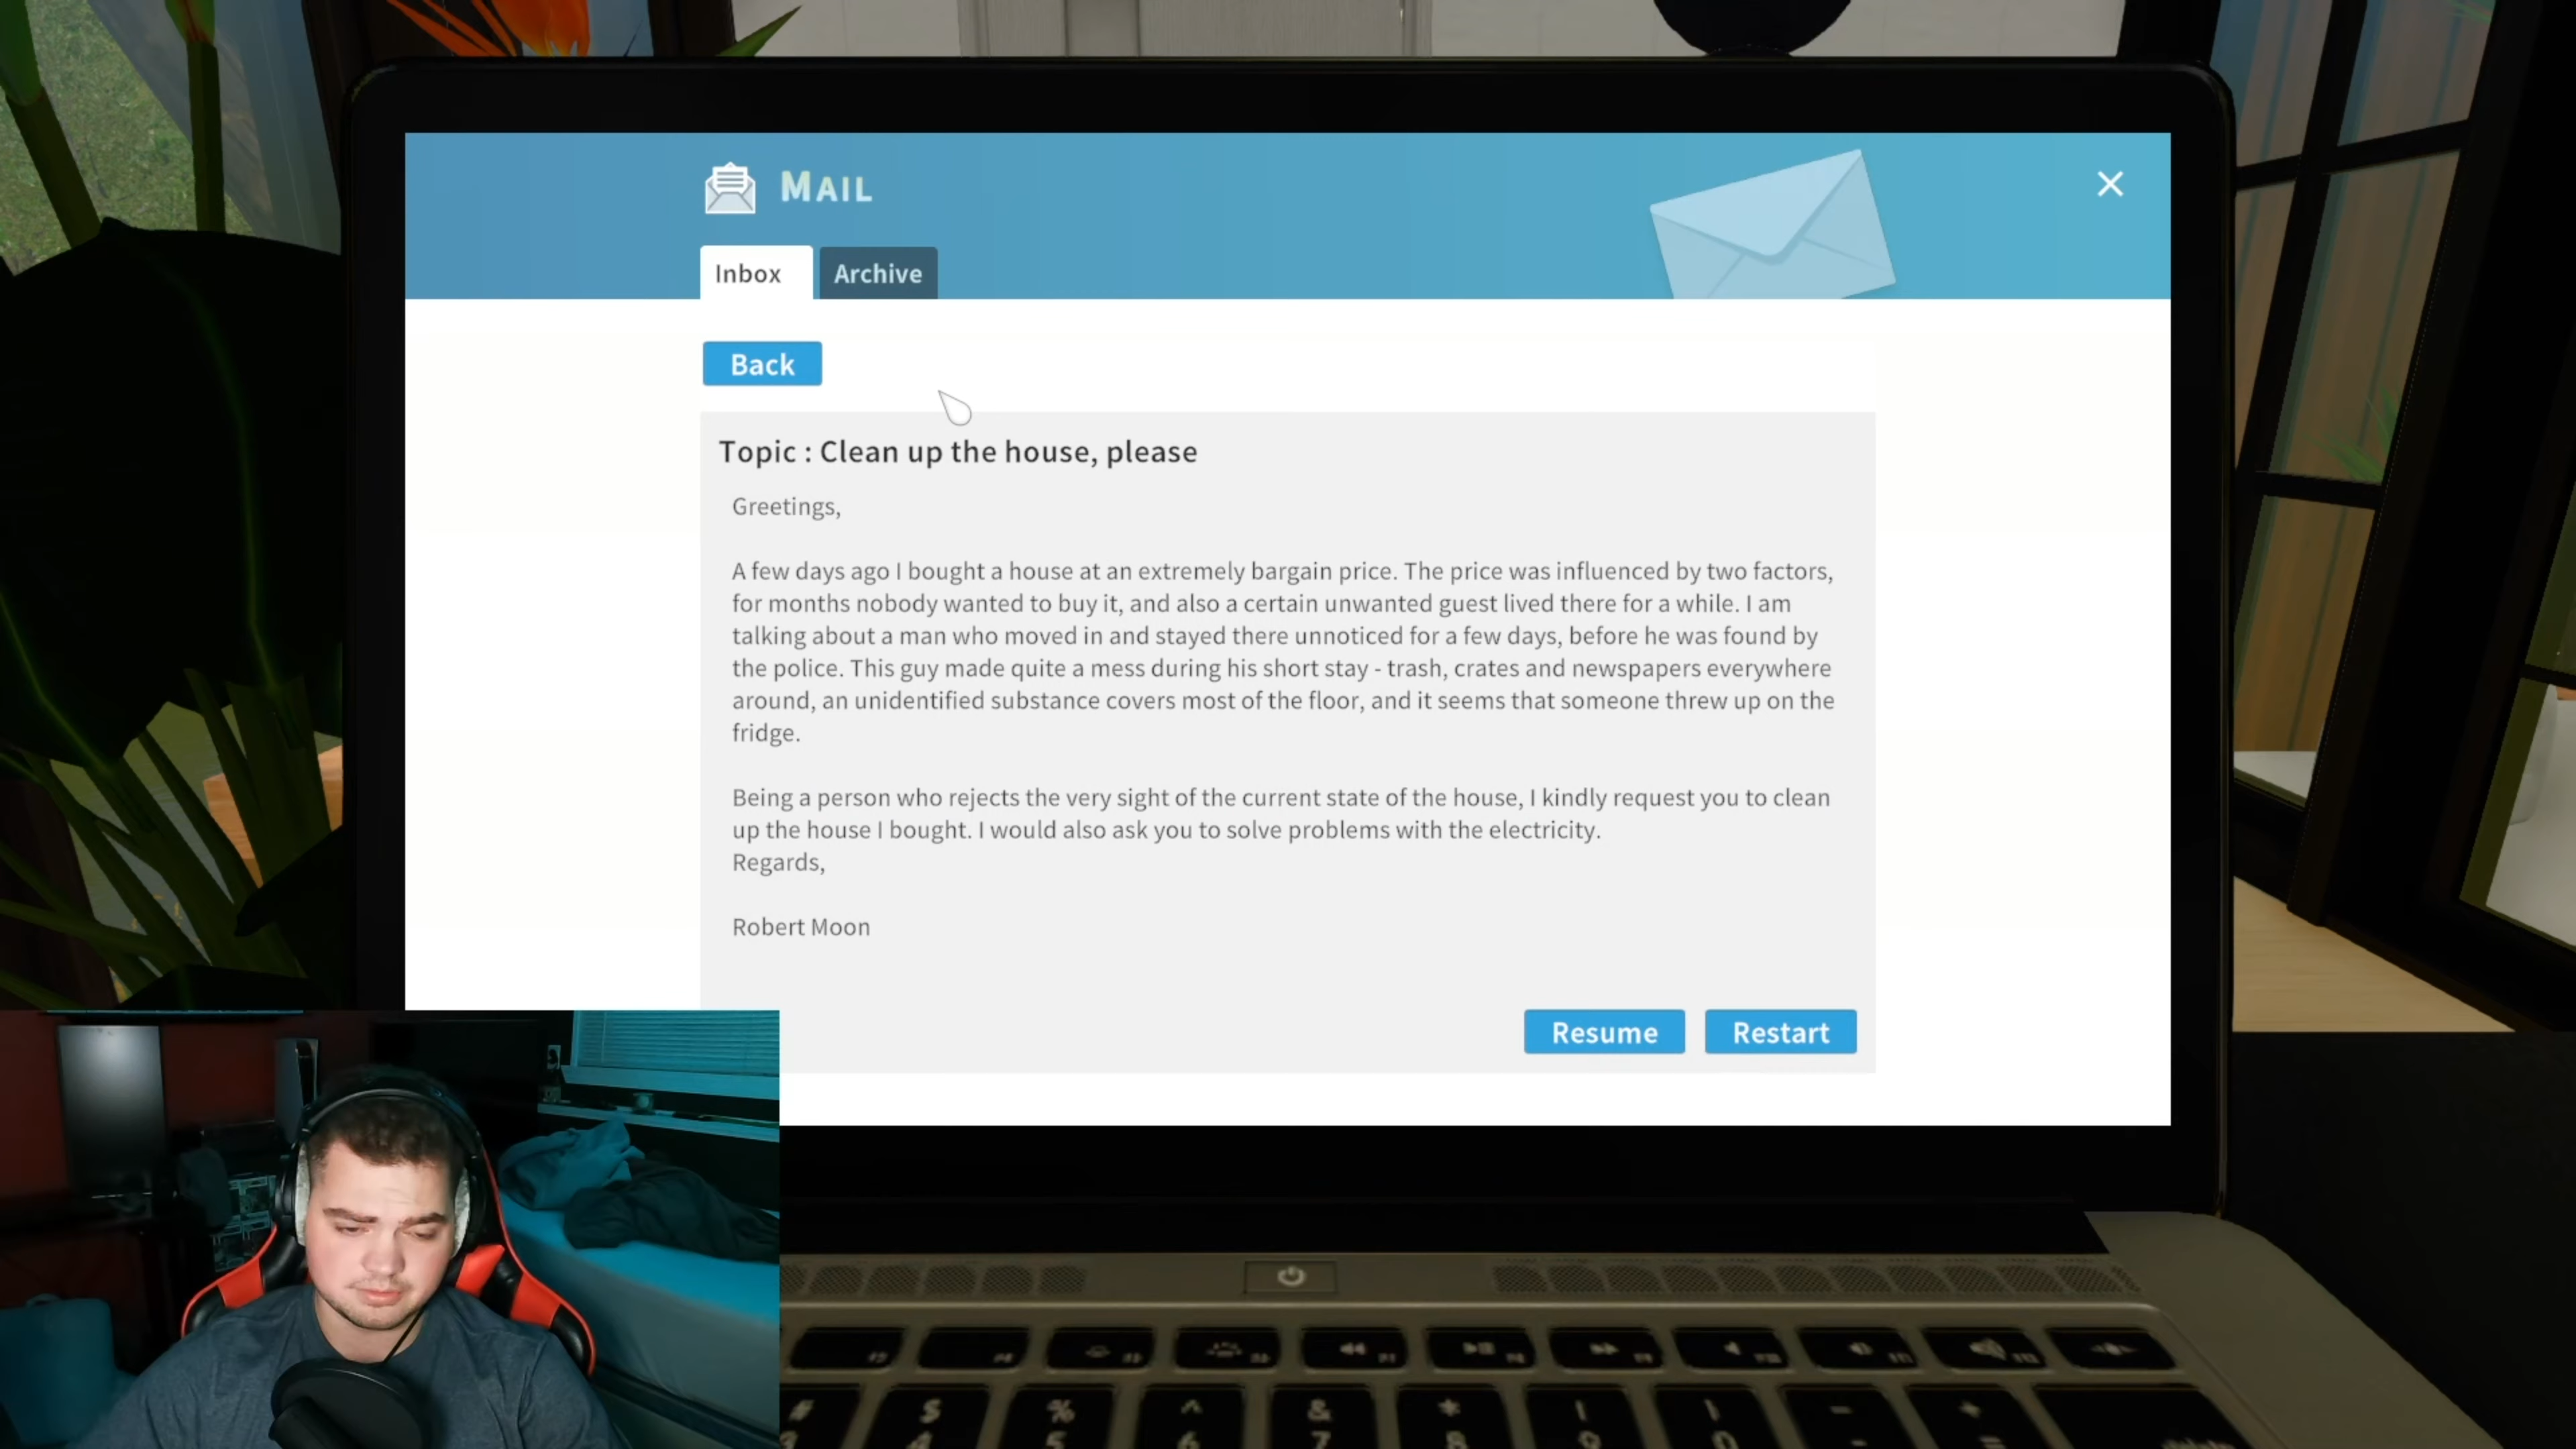 MAIL
Inbox
Archive
Back
Topic : Clean up the house, please
Greetings,
A few days ago I bought a house at an extremely bargain price. The price was influenced by two factors,
for months nobody wanted to buy it, and also a certain unwanted guest lived there for a while. I am
talking about a man who moved in and stayed there unnoticed for a few days, before he was found by
the police. This guy made quite a mess during his short stay - trash, crates and newspapers everywhere
around, an unidentified substance covers most of the floor, and it seems that someone threw up on the
fridge.
Being a person who rejects the very sight of the current state of the house, I kindly request you to clean
up the house I bought. I would also ask you to solve problems with the electricity.
Regards,
Robert Moon
Resume
Restart
# $ % ^ & * ( ) - +